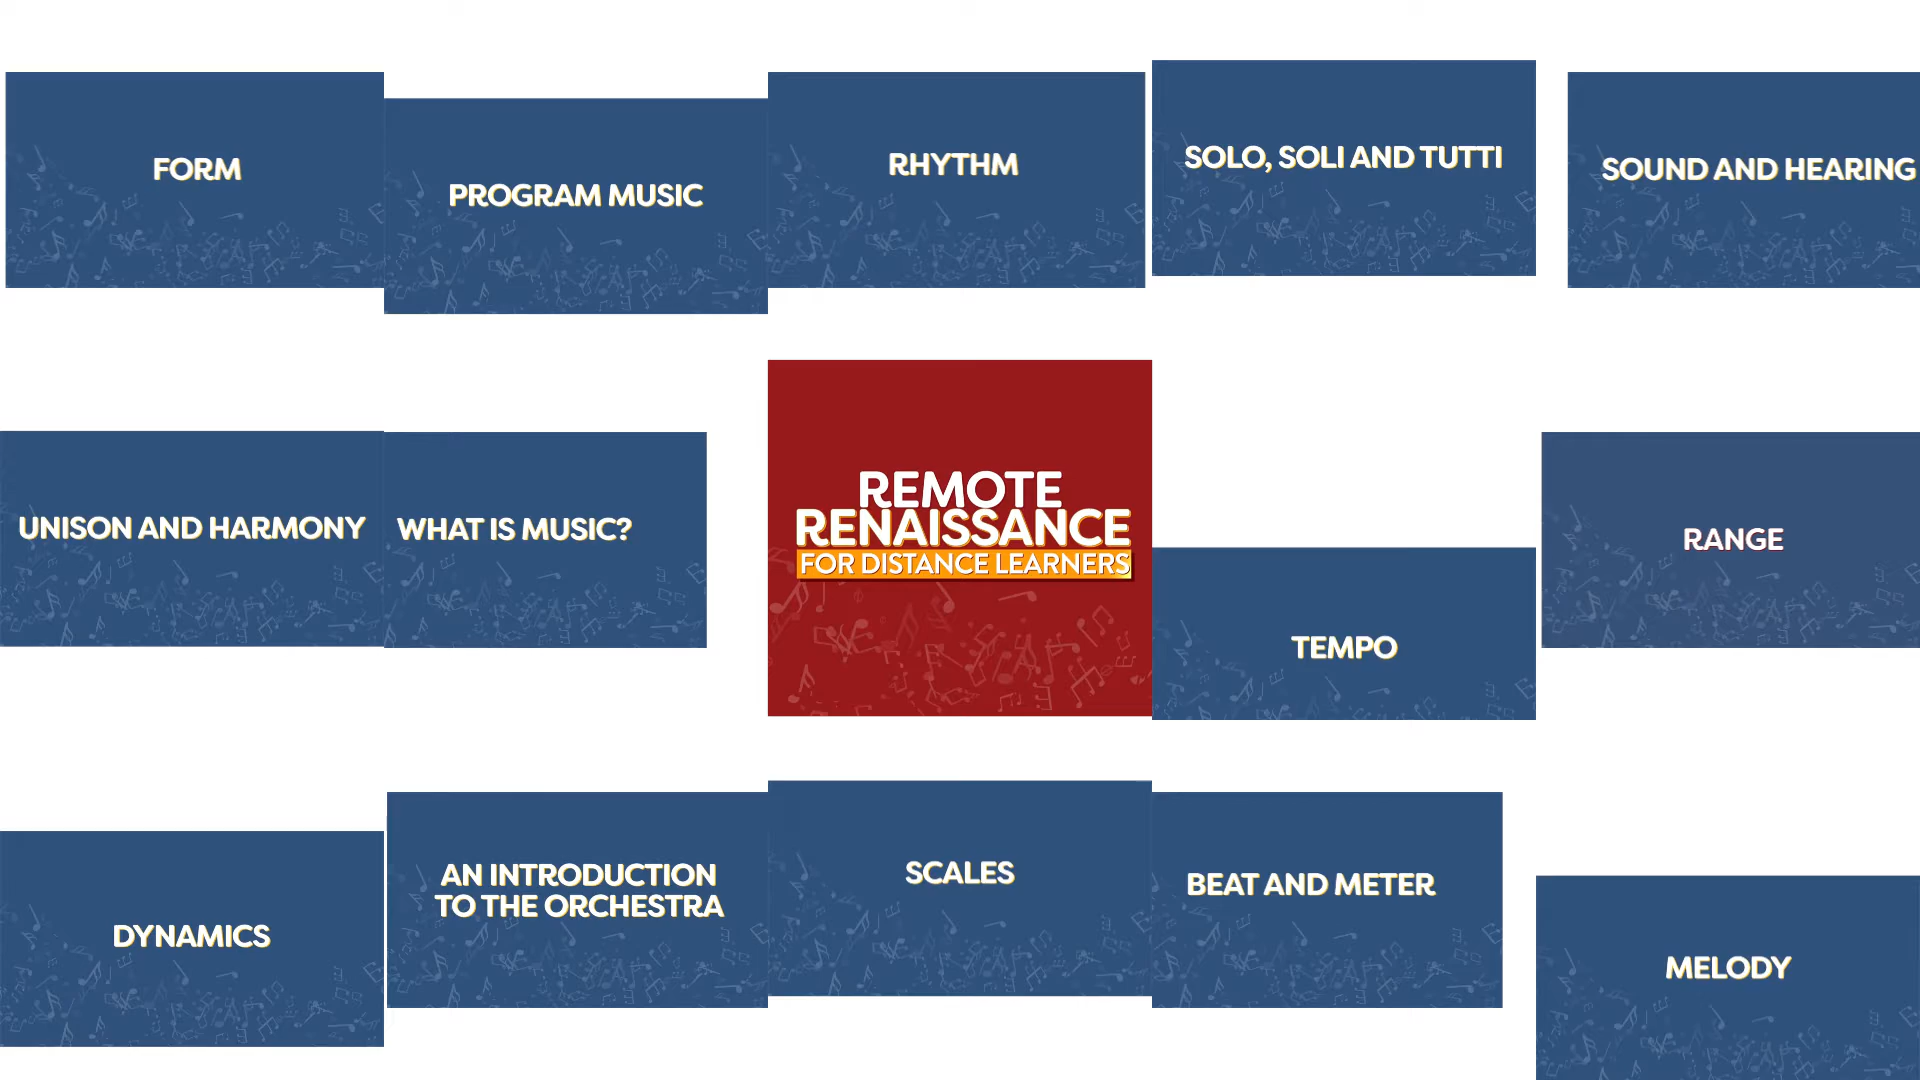 FORM
PROGRAM MUSIC
RHYTHM
SOLO, SOLI AND TUTTI
SOUND AND HEARING
UNISON AND HARMONY
WHAT IS MUSIC?
REMOTE
RENAISSANCE
FOR DISTANCE LEARNERS
TEMPO
RANGE
DYNAMICS
AN INTRODUCTION
TO THE ORCHESTRA
SCALES
BEAT AND METER
MELODY